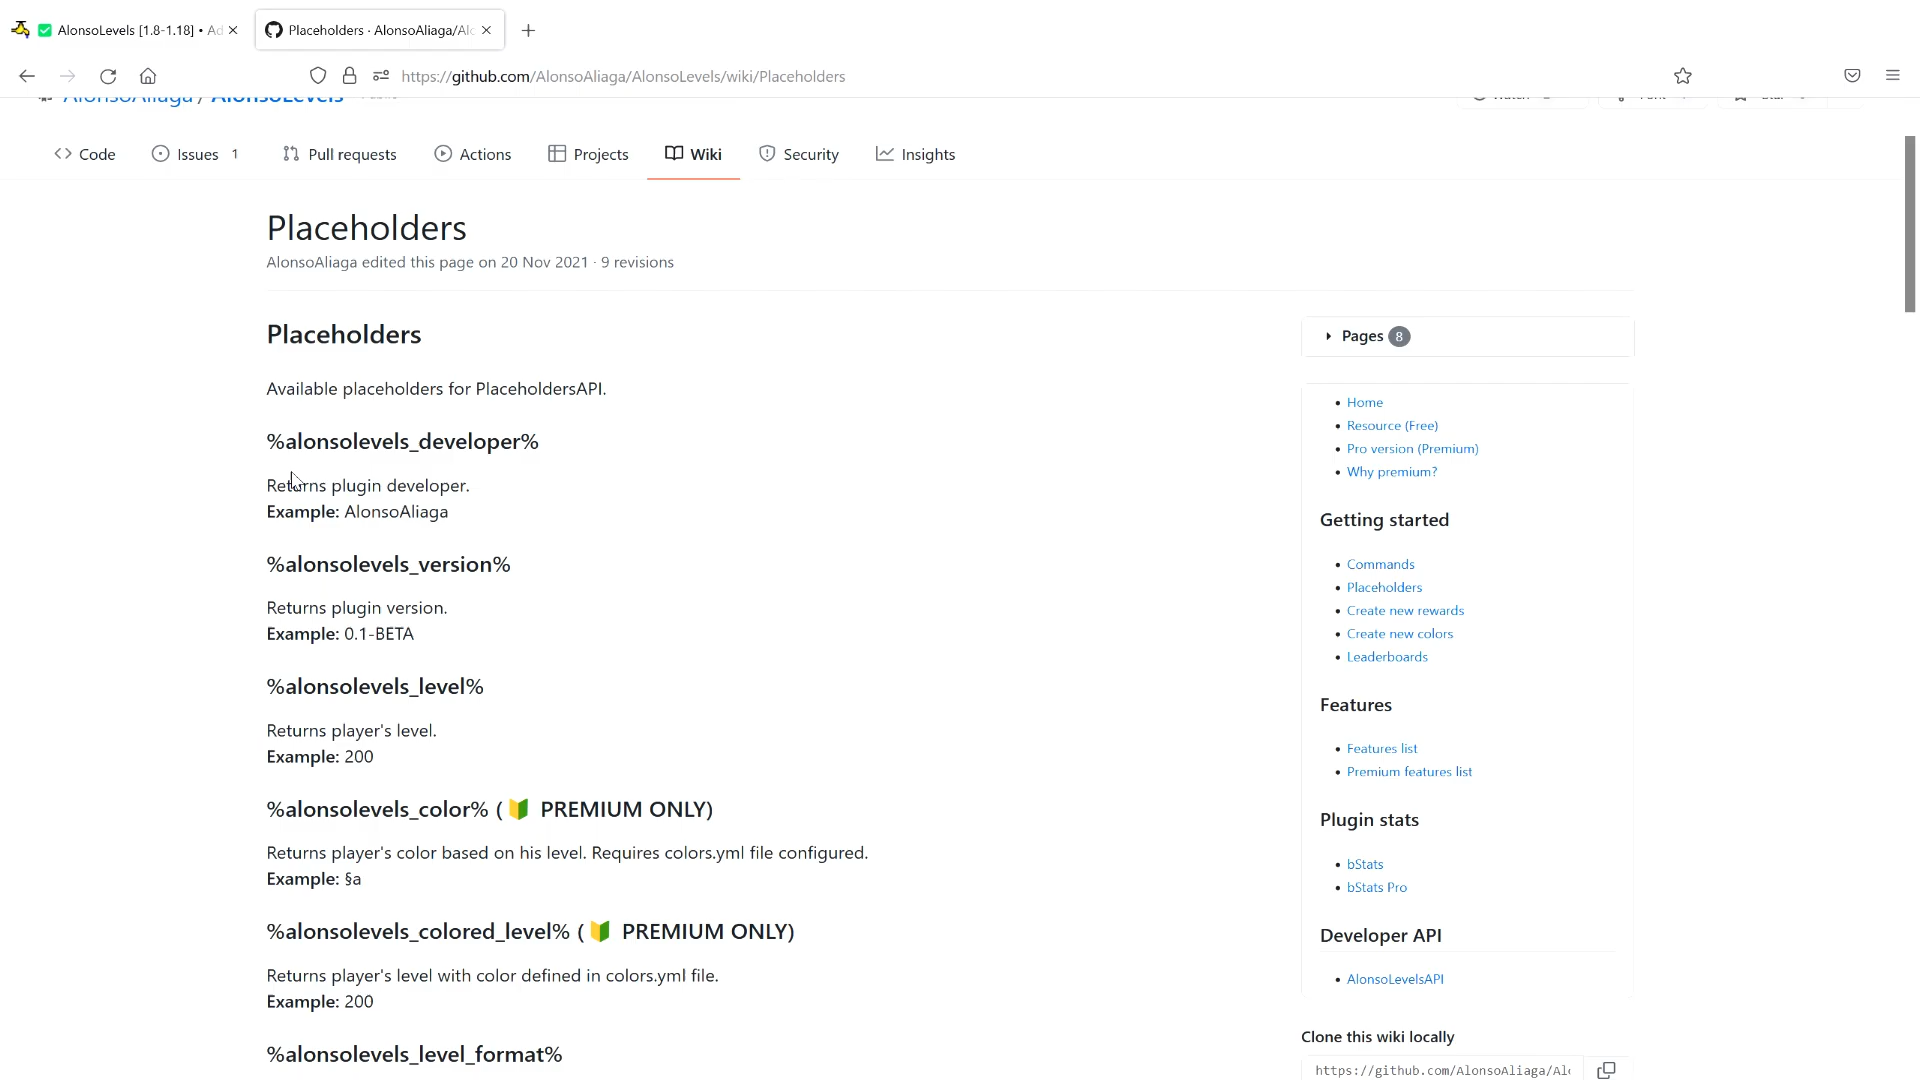 AlonsoLevels [1.8-1.18] • Ad
Placeholders · AlonsoAliaga/Alo
https://github.com/AlonsoAliaga/AlonsoLevels/wiki/Placeholders
AlonsoAliaga / AlonsoLevels
Code
Issues 1
Pull requests
Actions
Projects
Wiki
Security
Insights
Placeholders
AlonsoAliaga edited this page on 20 Nov 2021 · 9 revisions
Placeholders
Available placeholders for PlaceholdersAPI.
%alonsolevels_developer%
Returns plugin developer.
Example: AlonsoAliaga
%alonsolevels_version%
Returns plugin version.
Example: 0.1-BETA
%alonsolevels_level%
Returns player's level.
Example: 200
%alonsolevels_color% (🔰 PREMIUM ONLY)
Returns player's color based on his level. Requires colors.yml file configured.
Example: §a
%alonsolevels_colored_level% (🔰 PREMIUM ONLY)
Returns player's level with color defined in colors.yml file.
Example: 200
%alonsolevels_level_format%
Pages 8
• Home
• Resource (Free)
• Pro version (Premium)
• Why premium?
Getting started
• Commands
• Placeholders
• Create new rewards
• Create new colors
• Leaderboards
Features
• Features list
• Premium features list
Plugin stats
• bStats
• bStats Pro
Developer API
• AlonsoLevelsAPI
Clone this wiki locally
https://github.com/AlonsoAliaga/Alo